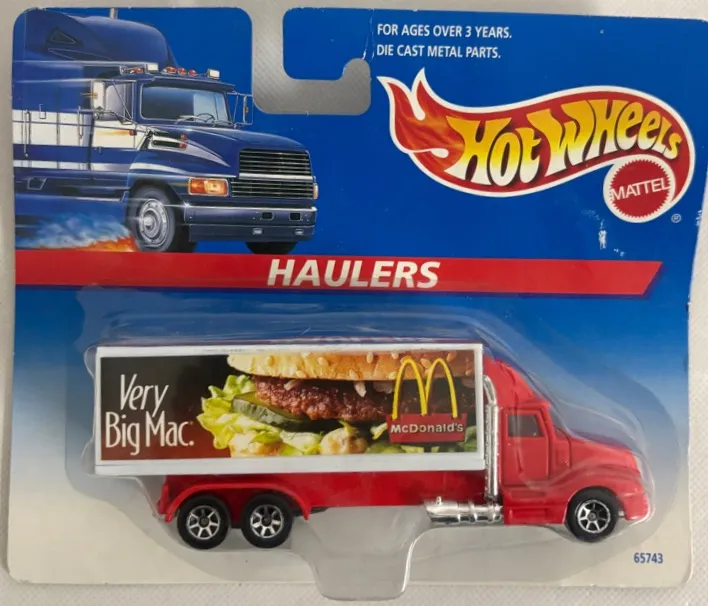 FOR AGES OVER 3 YEARS.
DIE CAST METAL PARTS.
HOT WHEELS
MATTEL
®
HAULERS
Very
Big Mac.
McDonald's
65743